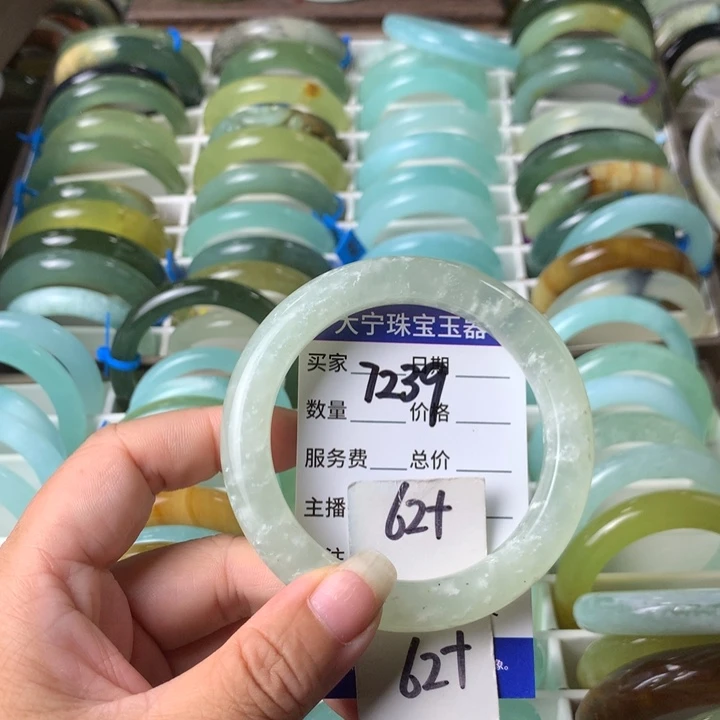 大宁珠宝玉器
买家 日期
7239
数量 价格
服务费 总价
主播
62+
62+